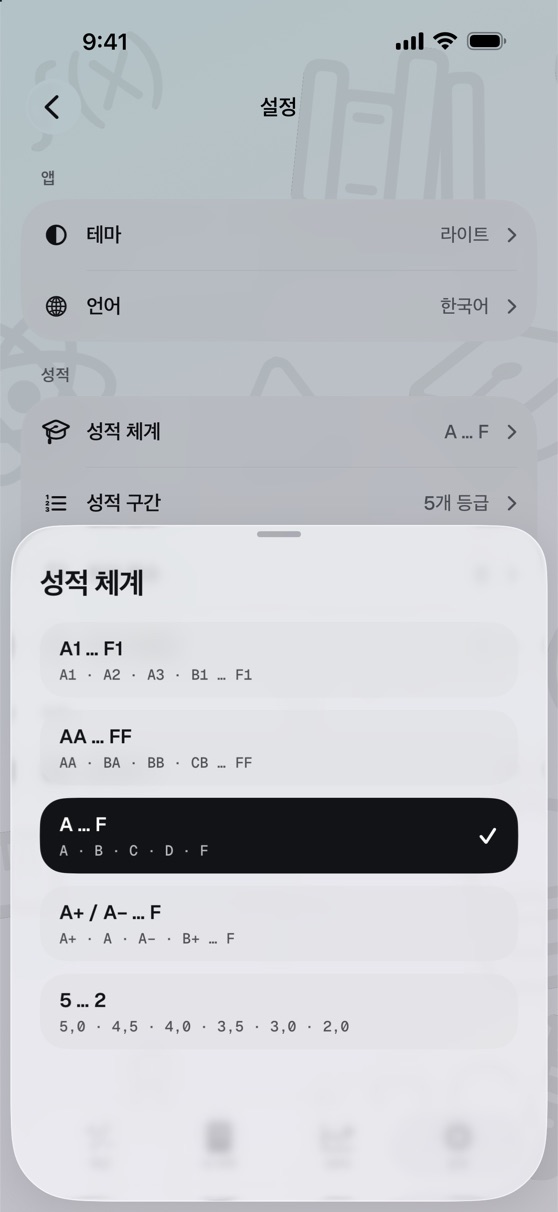 9:41
설정
앱
테마 라이트
언어 한국어
성적
성적 체계 A ... F
성적 구간 5개 등급
성적 체계
A1 ... F1
A1 · A2 · A3 · B1 … F1
AA ... FF
AA · BA · BB · CB … FF
A ... F
A · B · C · D · F
A+ / A− ... F
A+ · A · A− · B+ … F
5 ... 2
5,0 · 4,5 · 4,0 · 3,5 · 3,0 · 2,0